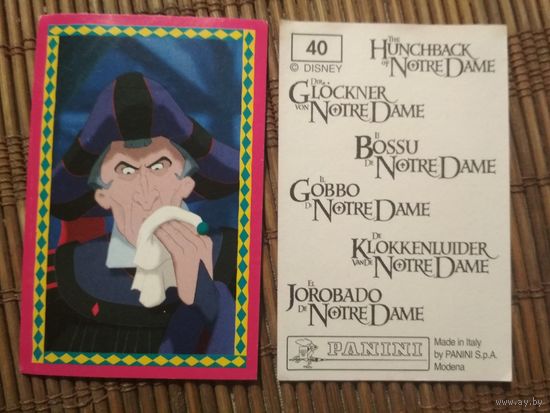 40
© DISNEY
THE
HUNCHBACK
OF NOTRE DAME
DER
GLÖCKNER
VON NOTRE DAME
LE
BOSSU
DE NOTRE DAME
IL
GOBBO
DI NOTRE DAME
DE
KLOKKENLUIDER
VAN DE NOTRE DAME
EL
JOROBADO
DE NOTRE DAME
PANINI
Made in Italy
by PANINI S.p.A.
Modena
www.ay.by